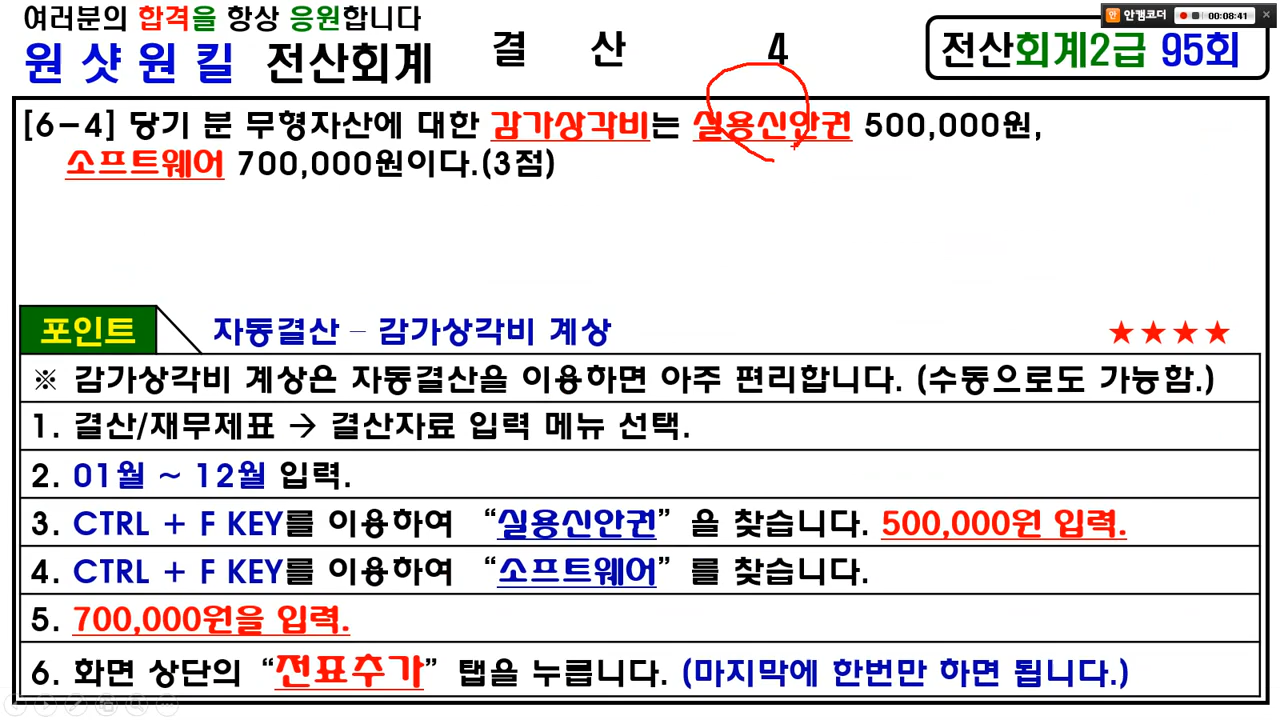 여러분의 합격을 항상 응원합니다
원 샷 원 킬 전산회계
결 산 4
전산회계2급 95회
안캠코더 00:08:41
[6-4] 당기 분 무형자산에 대한 감가상각비는 실용신안권 500,000원,
소프트웨어 700,000원이다.(3점)
포인트 자동결산 – 감가상각비 계상 ★★★★
※ 감가상각비 계상은 자동결산을 이용하면 아주 편리합니다. (수동으로도 가능함.)
1. 결산/재무제표 → 결산자료 입력 메뉴 선택.
2. 01월 ~ 12월 입력.
3. CTRL + F KEY를 이용하여 “실용신안권” 을 찾습니다. 500,000원 입력.
4. CTRL + F KEY를 이용하여 “소프트웨어” 를 찾습니다.
5. 700,000원을 입력.
6. 화면 상단의 “전표추가” 탭을 누릅니다. (마지막에 한번만 하면 됩니다.)